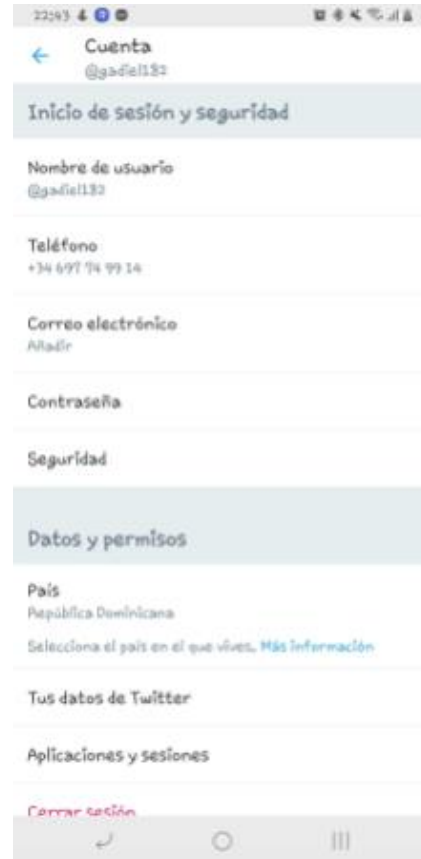 22:43
Cuenta
@gadiel182
Inicio de sesión y seguridad
Nombre de usuario
@gadiel182
Teléfono
+34 697 74 99 14
Correo electrónico
Añadir
Contraseña
Seguridad
Datos y permisos
País
República Dominicana
Selecciona el país en el que vives. Más información
Tus datos de Twitter
Aplicaciones y sesiones
Cerrar sesión